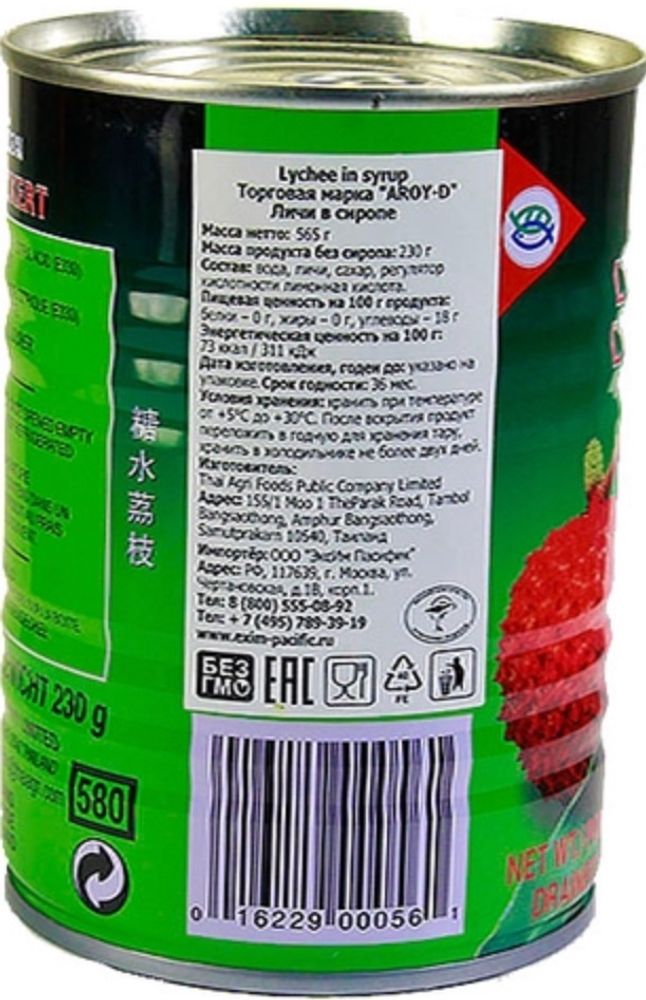 Lychee in syrup
Торговая марка "AROY-D"
Личи в сиропе
Масса нетто: 565 г
Масса продукта без сиропа: 230 г
Состав: вода, личи, сахар, регулятор
кислотности лимонная кислота.
Пищевая ценность на 100 г продукта:
белки – 0 г, жиры – 0 г, углеводы – 18 г
Энергетическая ценность на 100 г:
73 ккал / 311 кДж
Дата изготовления, годен до: указано на
упаковке. Срок годности: 36 мес.
Условия хранения: хранить при температуре
от +5°С до +30°С. После вскрытия продукт
переложить в годную для хранения тару,
хранить в холодильнике не более двух дней.
Изготовитель:
Thai Agri Foods Public Company Limited
Адрес: 155/1 Moo 1 TheParak Road, Tambol
Bangsaothong, Amphur Bangsaothong,
Samutprakarn 10540, Таиланд
Импортёр: ООО "ЭксИм Пасифик"
Адрес: РФ, 117639, г. Москва, ул.
Чертановская, д.1В, корп.1.
Тел: 8 (800) 555-08-92
Тел: + 7 (495) 789-39-19
www.exim-pacific.ru
БЕЗ
ГМО
EAC
40
FE
0 16229 00056 1
糖水荔枝
230 g
580
NET WT.